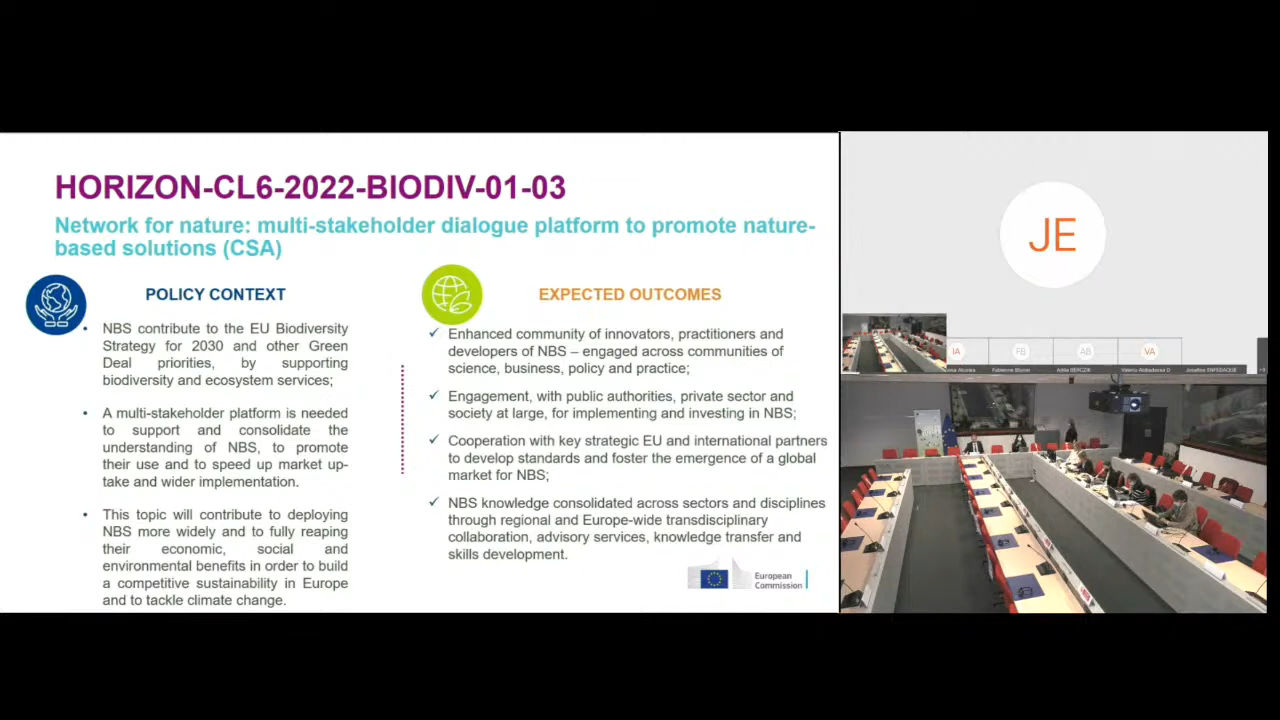 HORIZON-CL6-2022-BIODIV-01-03
Network for nature: multi-stakeholder dialogue platform to promote nature-
based solutions (CSA)
POLICY CONTEXT
• NBS contribute to the EU Biodiversity
Strategy for 2030 and other Green
Deal priorities, by supporting
biodiversity and ecosystem services;
• A multi-stakeholder platform is needed
to support and consolidate the
understanding of NBS, to promote
their use and to speed up market up-
take and wider implementation.
• This topic will contribute to deploying
NBS more widely and to fully reaping
their economic, social and
environmental benefits in order to build
a competitive sustainability in Europe
and to tackle climate change.
EXPECTED OUTCOMES
✓ Enhanced community of innovators, practitioners and
developers of NBS – engaged across communities of
science, business, policy and practice;
✓ Engagement, with public authorities, private sector and
society at large, for implementing and investing in NBS;
✓ Cooperation with key strategic EU and international partners
to develop standards and foster the emergence of a global
market for NBS;
✓ NBS knowledge consolidated across sectors and disciplines
through regional and Europe-wide transdisciplinary
collaboration, advisory services, knowledge transfer and
skills development.
European
Commission
JE
IA
FB
AB
VA